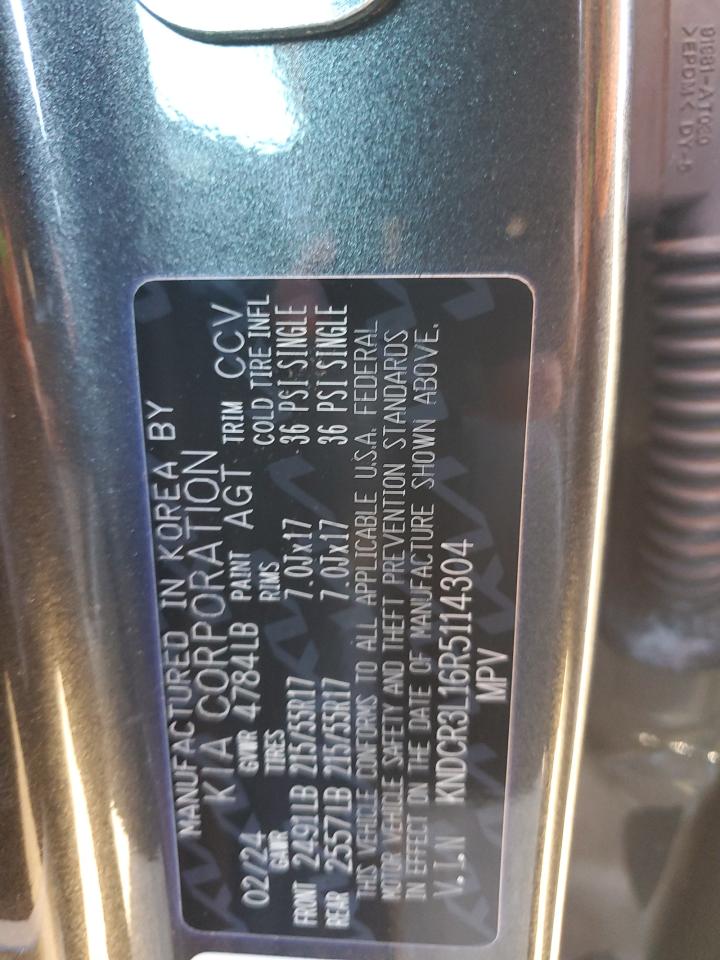 MANUFACTURED IN KOREA BY
KIA CORPORATION
02/24 GVWR 4784LB PAINT AGT TRIM CCV
GAWR TIRES RIMS COLD TIRE INFL
FRONT 2491LB 215/55R17 7.0Jx17 36 PSI SINGLE
REAR 2557LB 215/55R17 7.0Jx17 36 PSI SINGLE
THIS VEHICLE CONFORMS TO ALL APPLICABLE U.S.A. FEDERAL
MOTOR VEHICLE SAFETY AND THEFT PREVENTION STANDARDS
IN EFFECT ON THE DATE OF MANUFACTURE SHOWN ABOVE.
V.I.N KNDCR3L16R5114304
MPV
>EPDM<